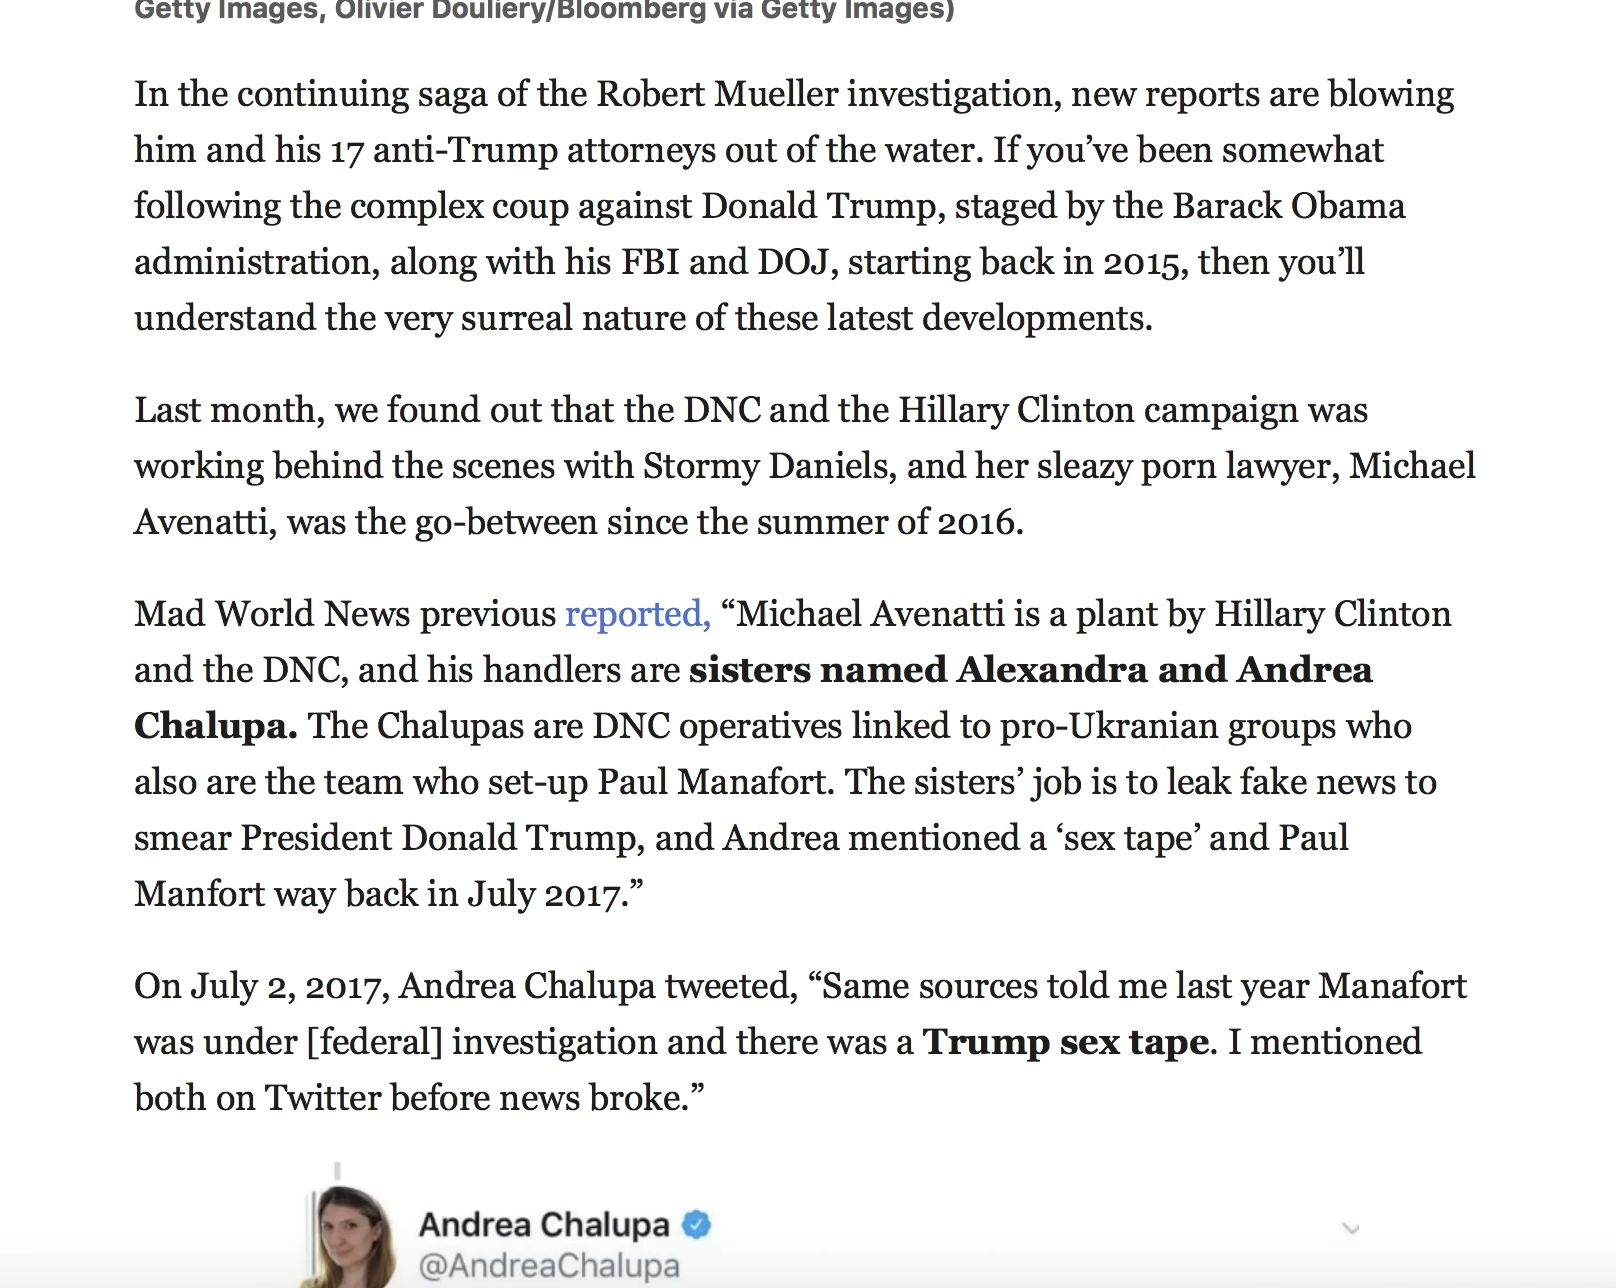 Getty Images, Olivier Douliery/Bloomberg via Getty Images)
In the continuing saga of the Robert Mueller investigation, new reports are blowing
him and his 17 anti-Trump attorneys out of the water. If you’ve been somewhat
following the complex coup against Donald Trump, staged by the Barack Obama
administration, along with his FBI and DOJ, starting back in 2015, then you’ll
understand the very surreal nature of these latest developments.
Last month, we found out that the DNC and the Hillary Clinton campaign was
working behind the scenes with Stormy Daniels, and her sleazy porn lawyer, Michael
Avenatti, was the go-between since the summer of 2016.
Mad World News previous reported, “Michael Avenatti is a plant by Hillary Clinton
and the DNC, and his handlers are sisters named Alexandra and Andrea
Chalupa. The Chalupas are DNC operatives linked to pro-Ukranian groups who
also are the team who set-up Paul Manafort. The sisters’ job is to leak fake news to
smear President Donald Trump, and Andrea mentioned a ‘sex tape’ and Paul
Manfort way back in July 2017.”
On July 2, 2017, Andrea Chalupa tweeted, “Same sources told me last year Manafort
was under [federal] investigation and there was a Trump sex tape. I mentioned
both on Twitter before news broke.”
Andrea Chalupa
@AndreaChalupa